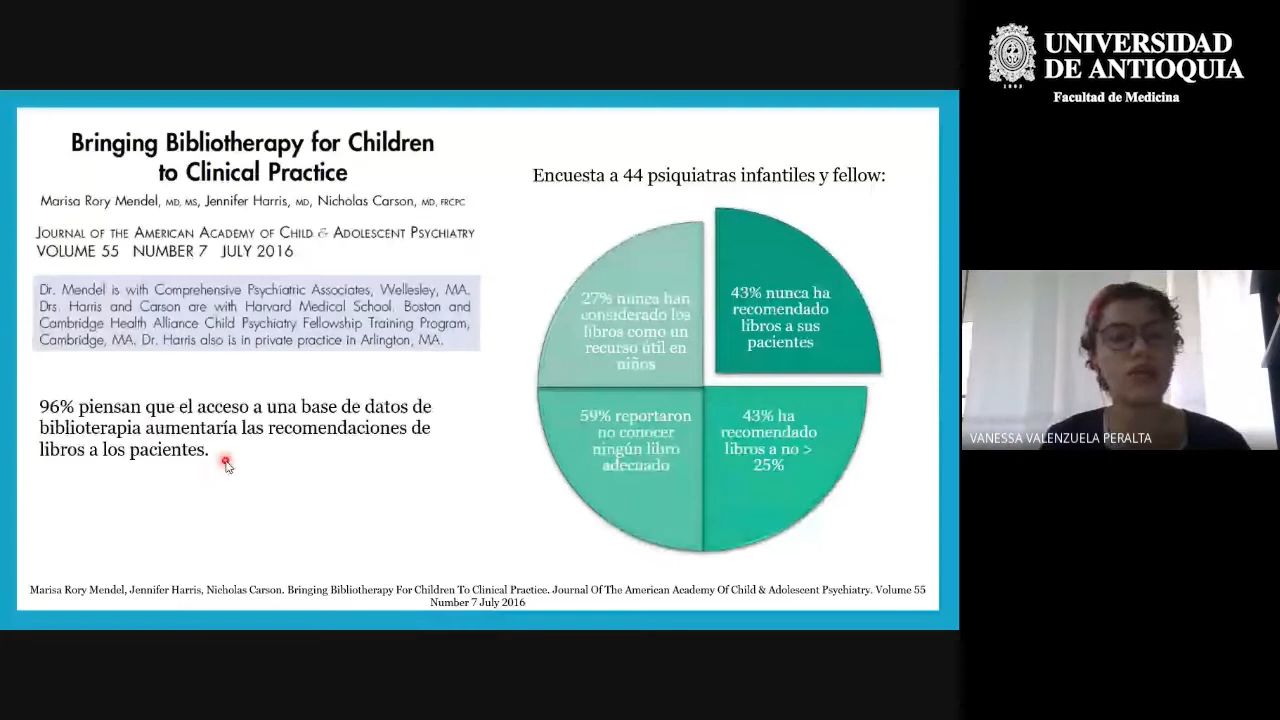 UNIVERSIDAD
DE ANTIOQUIA
1803
Facultad de Medicina
Bringing Bibliotherapy for Children
to Clinical Practice
Marisa Rory Mendel, MD, MS, Jennifer Harris, MD, Nicholas Carson, MD, FRCPC
JOURNAL OF THE AMERICAN ACADEMY OF CHILD & ADOLESCENT PSYCHIATRY
VOLUME 55 NUMBER 7 JULY 2016
Dr. Mendel is with Comprehensive Psychiatric Associates, Wellesley, MA.
Drs. Harris and Carson are with Harvard Medical School. Boston and
Cambridge Health Alliance Child Psychiatry Fellowship Training Program,
Cambridge, MA. Dr. Harris also is in private practice in Arlington, MA.
96% piensan que el acceso a una base de datos de
biblioterapia aumentaría las recomendaciones de
libros a los pacientes.
Encuesta a 44 psiquiatras infantiles y fellow:
27% nunca han
considerado los
libros como un
recurso útil en
niños
43% nunca ha
recomendado
libros a sus
pacientes
59% reportaron
no conocer
ningún libro
adecuado
43% ha
recomendado
libros a no >
25%
Marisa Rory Mendel, Jennifer Harris, Nicholas Carson. Bringing Bibliotherapy For Children To Clinical Practice. Journal Of The American Academy Of Child & Adolescent Psychiatry. Volume 55
Number 7 July 2016
VANESSA VALENZUELA PERALTA